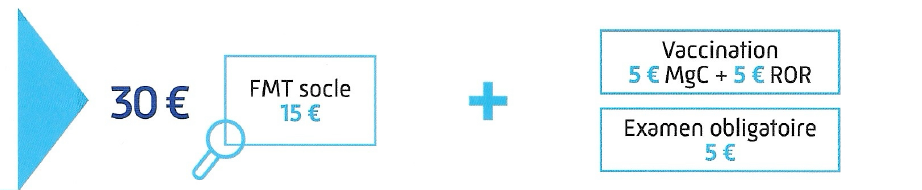 30 €
FMT socle
15 €
+
Vaccination
5 € MgC + 5 € ROR
Examen obligatoire
5 €